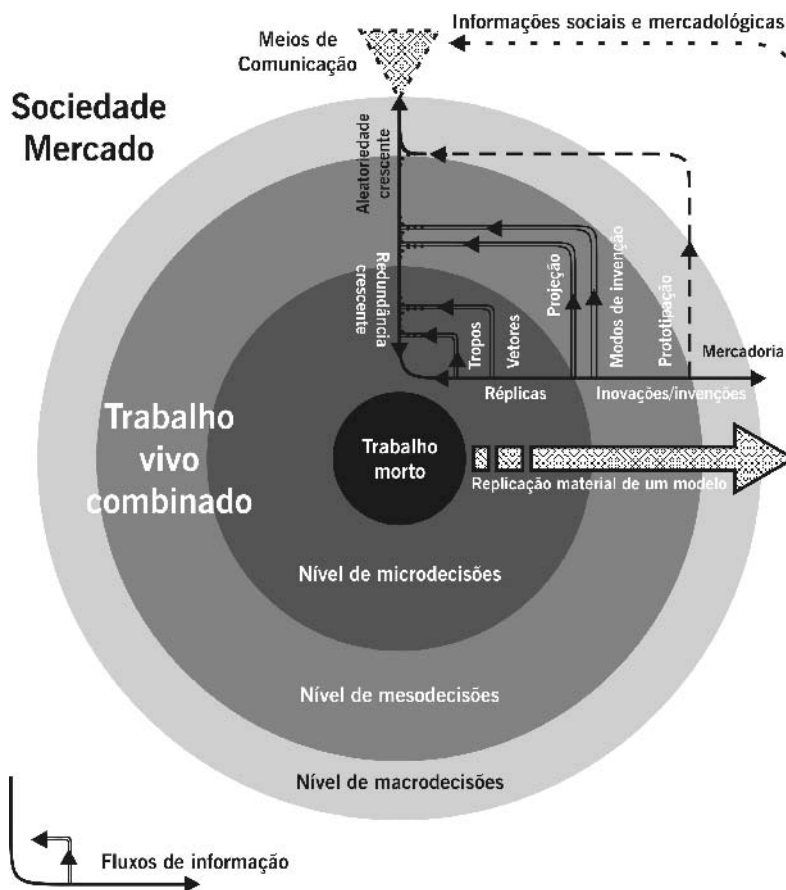 Informações sociais e mercadológicas
Meios de
Comunicação
Sociedade
Mercado
Aleatoriedade
crescente
Redundância
crescente
Tropos
Vetores
Projeção
Modos de invenção
Prototipação
Mercadoria
Réplicas
Inovações/invenções
Trabalho
vivo
combinado
Trabalho
morto
Replicação material de um modelo
Nível de microdecisões
Nível de mesodecisões
Nível de macrodecisões
Fluxos de informação